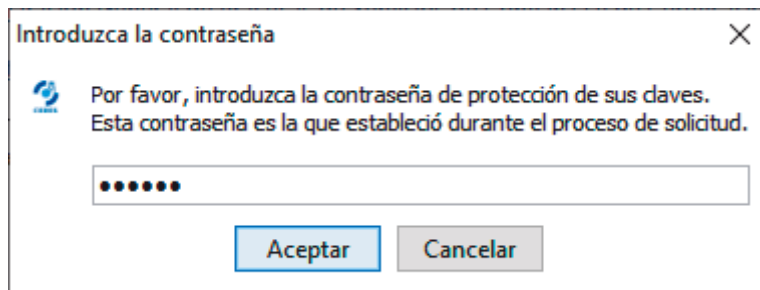 Introduzca la contraseña
Por favor, introduzca la contraseña de protección de sus claves.
Esta contraseña es la que estableció durante el proceso de solicitud.
••••••
Aceptar
Cancelar